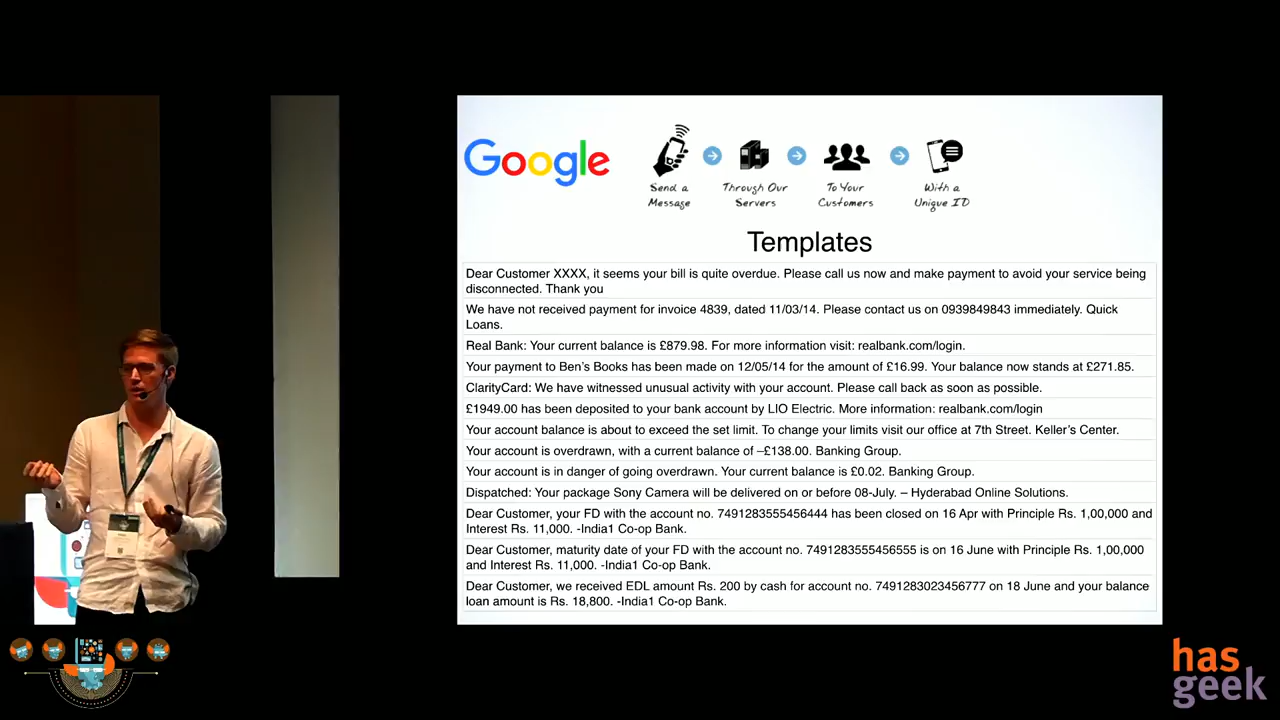 Google
Send a
Message
Through Our
Servers
To Your
Customers
With a
Unique ID
Templates
Dear Customer XXXX, it seems your bill is quite overdue. Please call us now and make payment to avoid your service being
disconnected. Thank you
We have not received payment for invoice 4839, dated 11/03/14. Please contact us on 0939849843 immediately. Quick
Loans.
Real Bank: Your current balance is £879.98. For more information visit: realbank.com/login.
Your payment to Ben's Books has been made on 12/05/14 for the amount of £16.99. Your balance now stands at £271.85.
ClarityCard: We have witnessed unusual activity with your account. Please call back as soon as possible.
£1949.00 has been deposited to your bank account by LIO Electric. More information: realbank.com/login
Your account balance is about to exceed the set limit. To change your limits visit our office at 7th Street. Keller's Center.
Your account is overdrawn, with a current balance of –£138.00. Banking Group.
Your account is in danger of going overdrawn. Your current balance is £0.02. Banking Group.
Dispatched: Your package Sony Camera will be delivered on or before 08-July. – Hyderabad Online Solutions.
Dear Customer, your FD with the account no. 7491283555456444 has been closed on 16 Apr with Principle Rs. 1,00,000 and
Interest Rs. 11,000. -India1 Co-op Bank.
Dear Customer, maturity date of your FD with the account no. 7491283555456555 is on 16 June with Principle Rs. 1,00,000
and Interest Rs. 11,000. -India1 Co-op Bank.
Dear Customer, we received EDL amount Rs. 200 by cash for account no. 7491283023456777 on 18 June and your balance
loan amount is Rs. 18,800. -India1 Co-op Bank.
has
geek